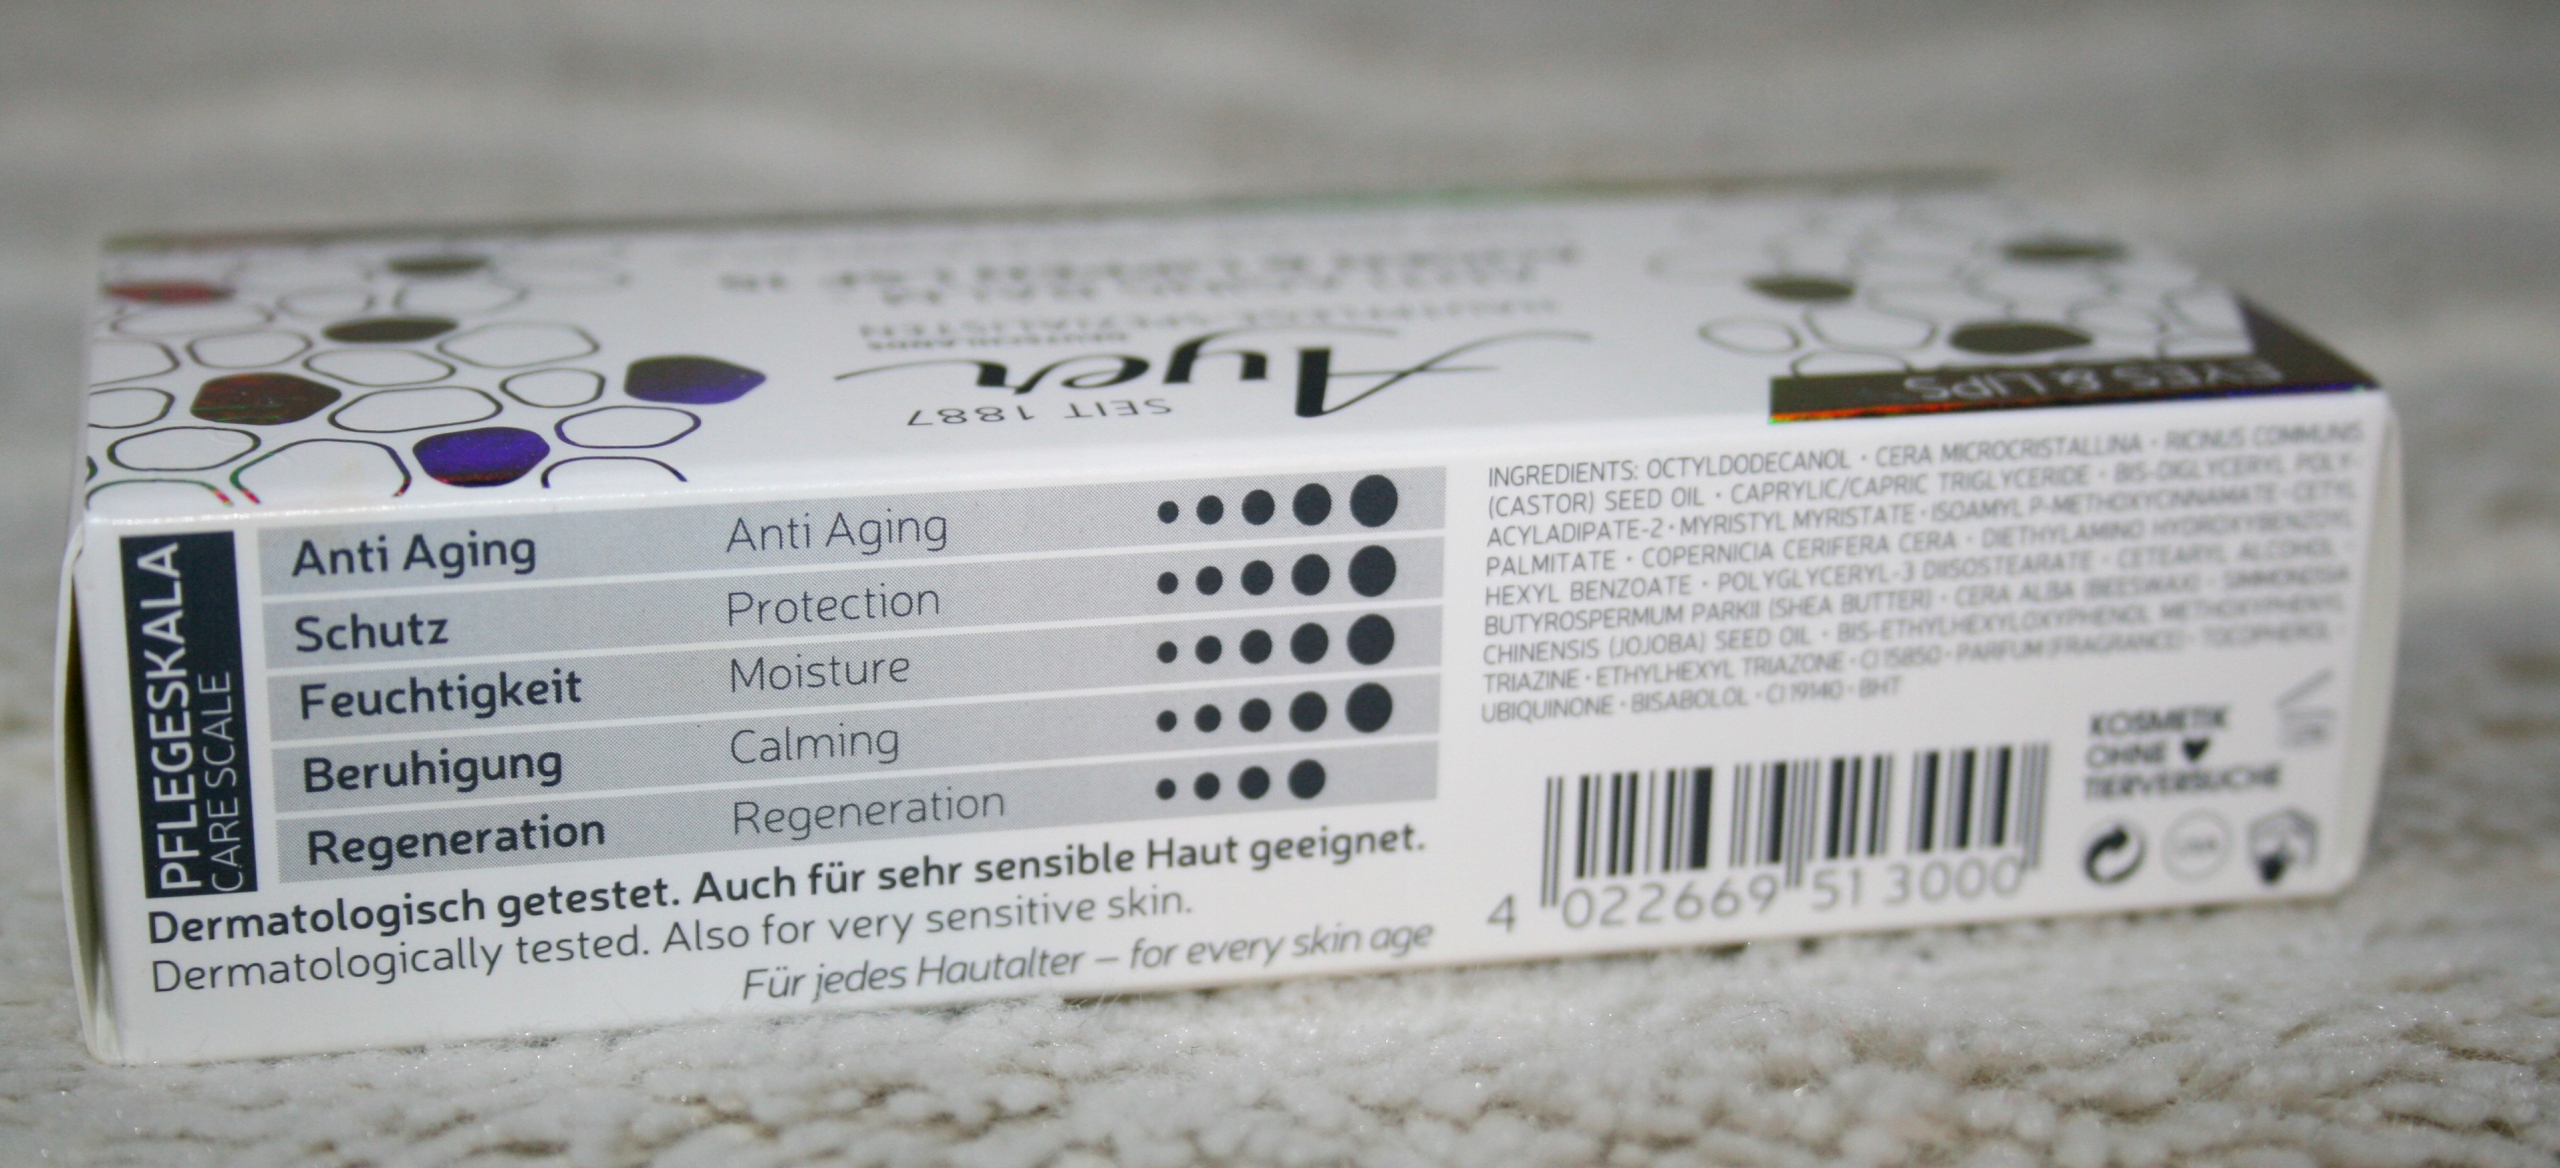 SEIT 1887
Ayer
DEUTSCHLANDS
HAUTPFLEGE-SPEZIALISTEN
EYES & LIPS
PFLEGESKALA
CARE SCALE
Anti Aging Anti Aging
Schutz Protection
Feuchtigkeit Moisture
Beruhigung Calming
Regeneration Regeneration
Dermatologisch getestet. Auch für sehr sensible Haut geeignet.
Dermatologically tested. Also for very sensitive skin.
Für jedes Hautalter – for every skin age
INGREDIENTS: OCTYLDODECANOL · CERA MICROCRISTALLINA · RICINUS COMMUNIS
(CASTOR) SEED OIL · CAPRYLIC/CAPRIC TRIGLYCERIDE · BIS-DIGLYCERYL POLY-
ACYLADIPATE-2 · MYRISTYL MYRISTATE · ISOAMYL P-METHOXYCINNAMATE · CETYL
PALMITATE · COPERNICIA CERIFERA CERA · DIETHYLAMINO HYDROXYBENZOYL
HEXYL BENZOATE · POLYGLYCERYL-3 DIISOSTEARATE · CETEARYL ALCOHOL ·
BUTYROSPERMUM PARKII (SHEA BUTTER) · CERA ALBA (BEESWAX) · SIMMONDSIA
CHINENSIS (JOJOBA) SEED OIL · BIS-ETHYLHEXYLOXYPHENOL METHOXYPHENYL
TRIAZINE · ETHYLHEXYL TRIAZONE · CI 15850 · PARFUM (FRAGRANCE) · TOCOPHEROL ·
UBIQUINONE · BISABOLOL · CI 19140 · BHT
KOSMETIK
OHNE
TIERVERSUCHE
4 022669 513000